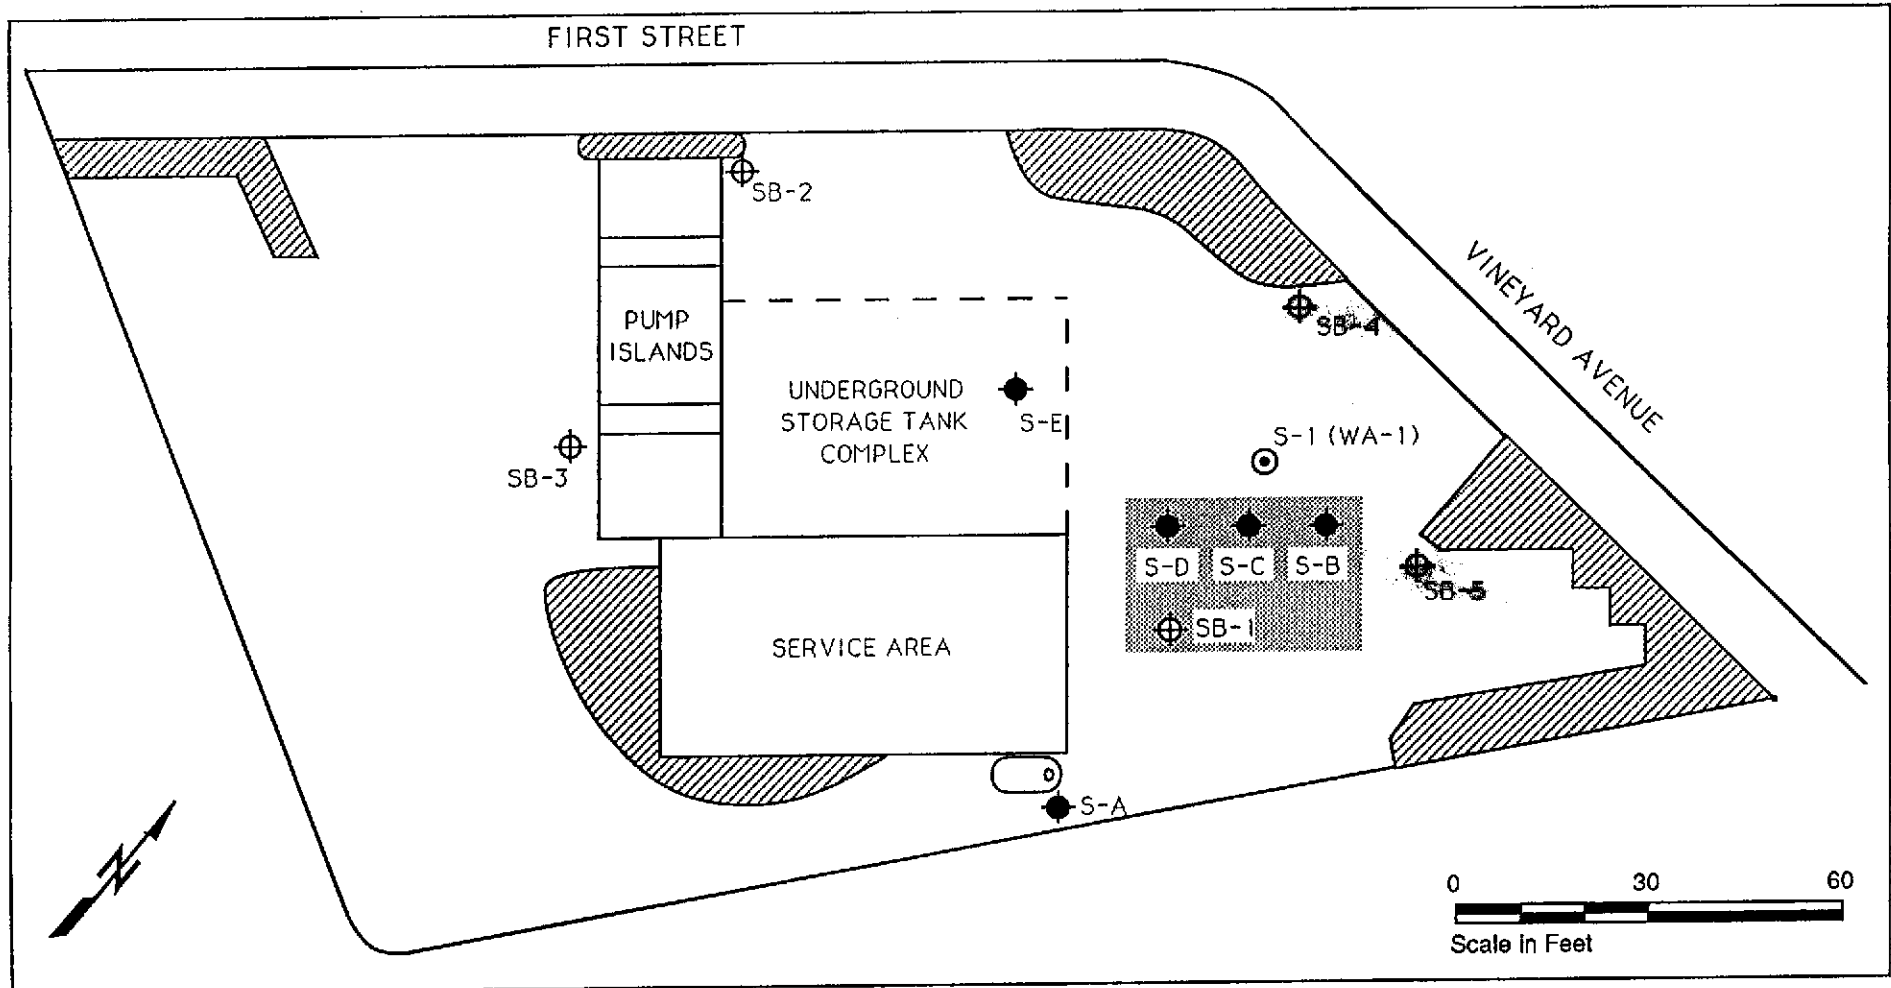 FIRST STREET
SB-2
VINEYARD AVENUE
PUMP
ISLANDS
SB-4
UNDERGROUND
STORAGE TANK
COMPLEX
S-E
S-1 (WA-1)
SB-3
S-D
S-C
S-B
SB-5
SB-1
SERVICE AREA
S-A
N
0 30 60
Scale in Feet